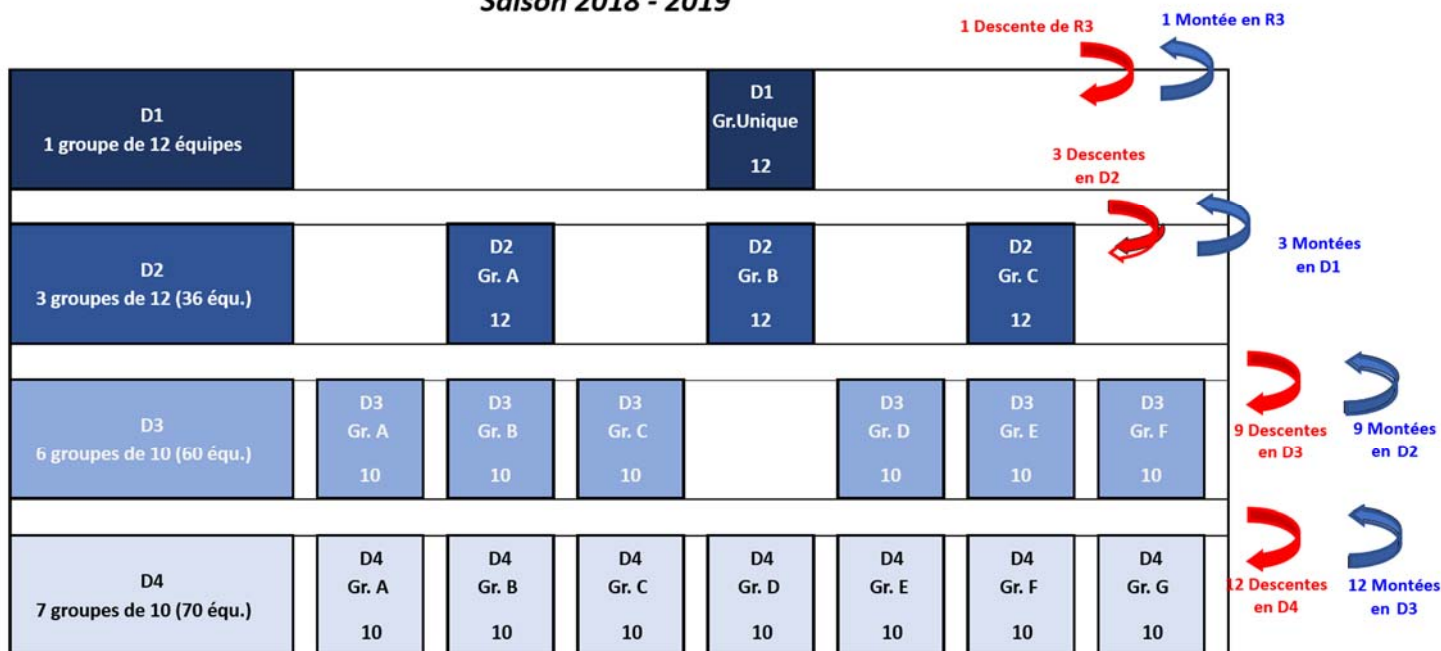 Saison 2018 - 2019
1 Descente de R3
1 Montée en R3
D1
1 groupe de 12 équipes
D1
Gr.Unique
12
3 Descentes
en D2
3 Montées
en D1
D2
3 groupes de 12 (36 équ.)
D2
Gr. A
12
D2
Gr. B
12
D2
Gr. C
12
9 Descentes
en D3
9 Montées
en D2
D3
6 groupes de 10 (60 équ.)
D3
Gr. A
10
D3
Gr. B
10
D3
Gr. C
10
D3
Gr. D
10
D3
Gr. E
10
D3
Gr. F
10
12 Descentes
en D4
12 Montées
en D3
D4
7 groupes de 10 (70 équ.)
D4
Gr. A
10
D4
Gr. B
10
D4
Gr. C
10
D4
Gr. D
10
D4
Gr. E
10
D4
Gr. F
10
D4
Gr. G
10